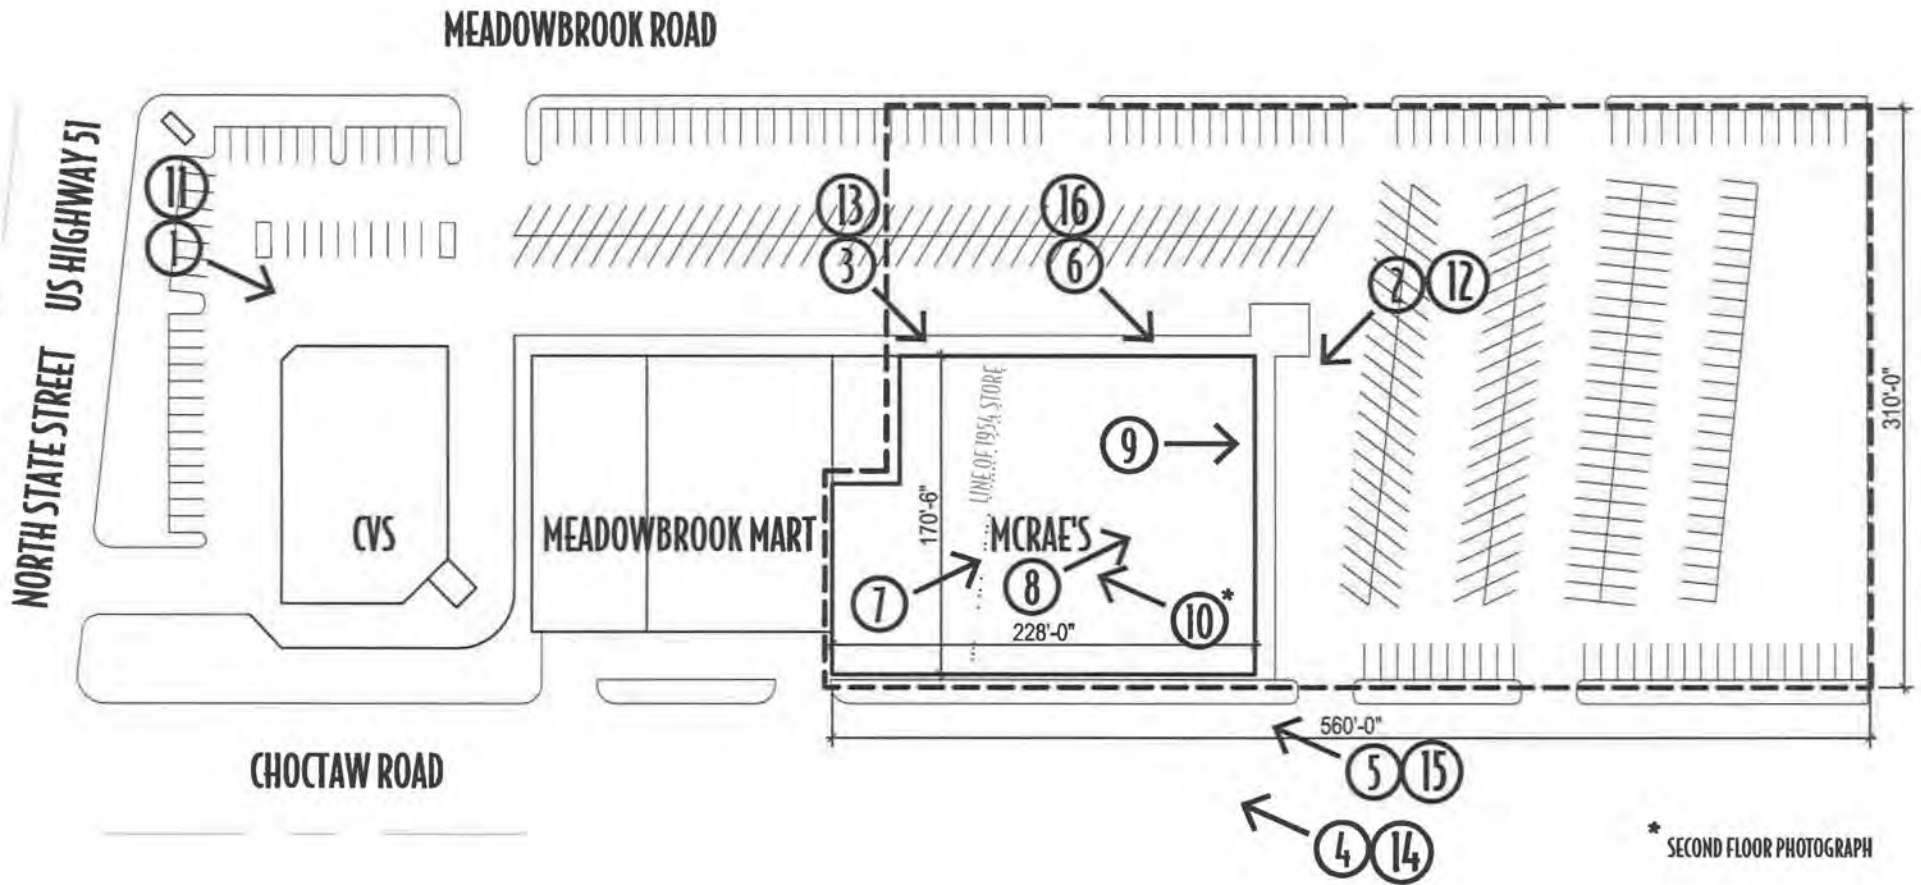 MEADOWBROOK ROAD
US HIGHWAY 51
NORTH STATE STREET
11
1
13
3
16
6
2
12
310'-0"
LINE OF 1954 STORE
9
170'-6"
CVS
MEADOWBROOK MART
MCRAE'S
7
8
10*
228'-0"
560'-0"
CHOCTAW ROAD
5
15
4
14
* SECOND FLOOR PHOTOGRAPH